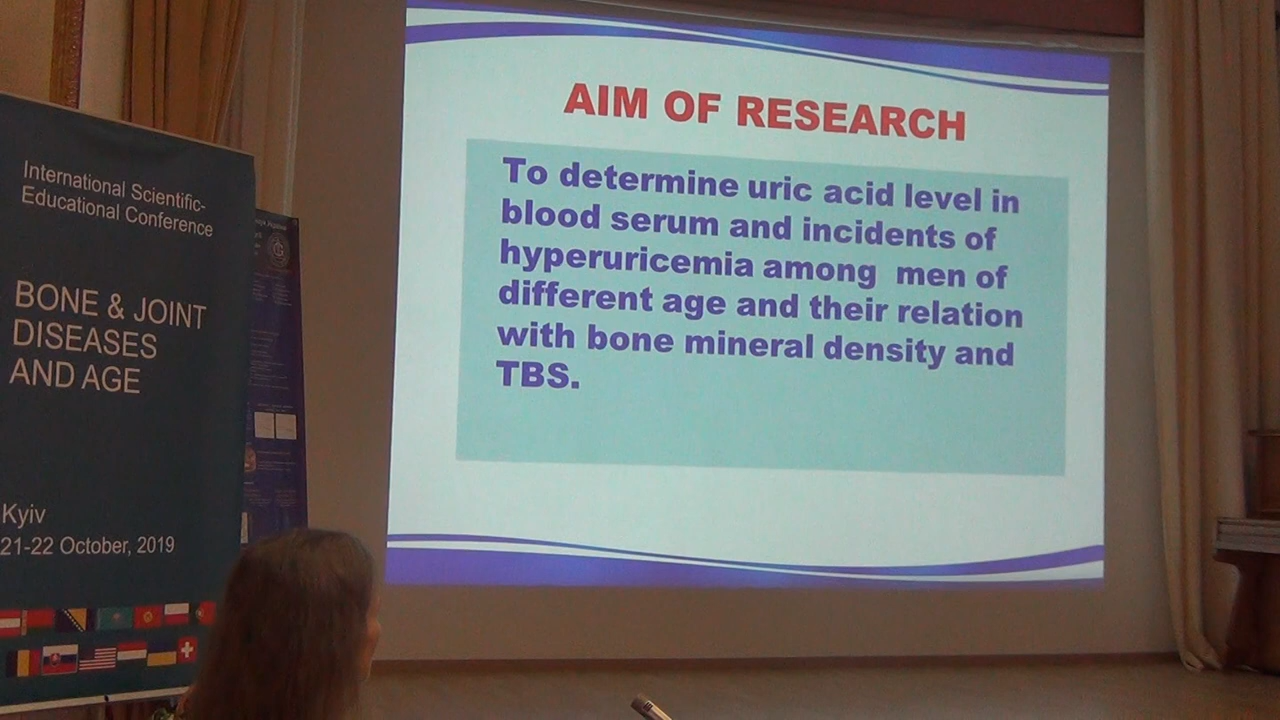 International Scientific-
Educational Conference
BONE & JOINT
DISEASES
AND AGE
Kyiv
21-22 October, 2019
AIM OF RESEARCH
To determine uric acid level in
blood serum and incidents of
hyperuricemia among men of
different age and their relation
with bone mineral density and
TBS.